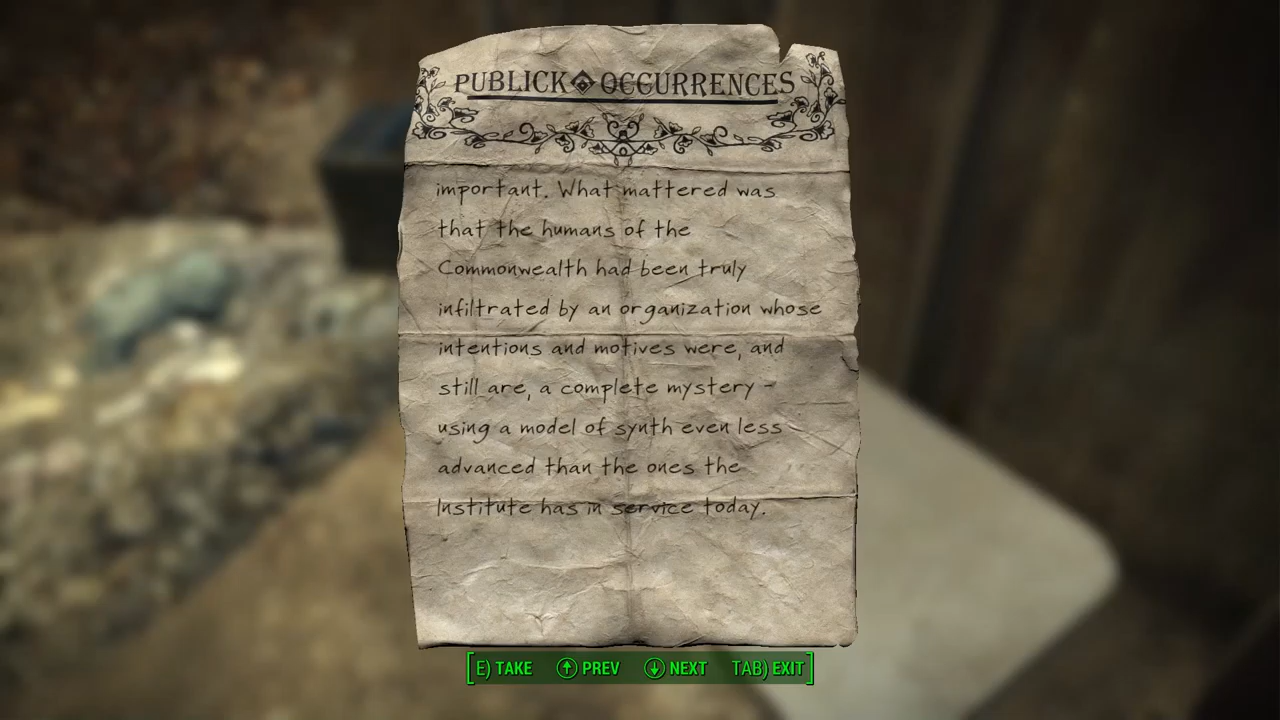 PUBLICK OCCURRENCES
important. What mattered was
that the humans of the
Commonwealth had been truly
infiltrated by an organization whose
intentions and motives were, and
still are, a complete mystery -
using a model of synth even less
advanced than the ones the
Institute has in service today.
E) TAKE PREV NEXT TAB) EXIT